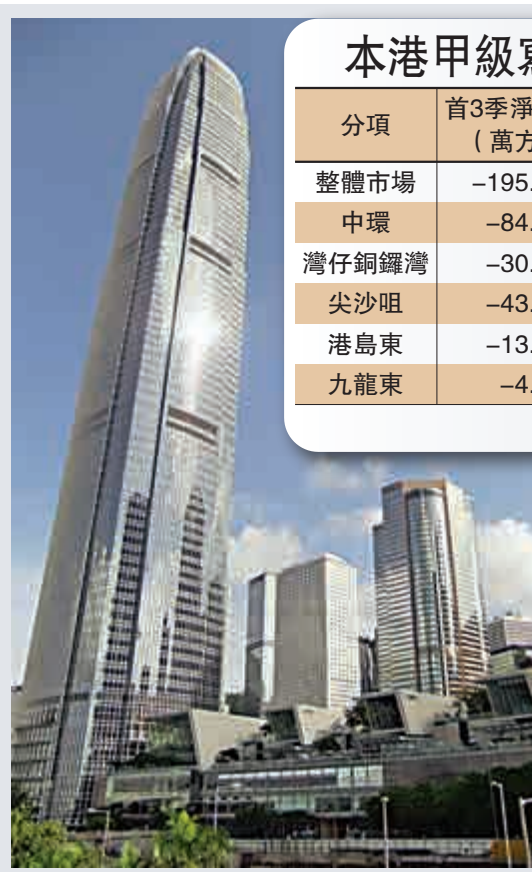 本港甲級
分項 首3季淨
（萬方
整體市場 –195.
中環 –84.
灣仔銅鑼灣 –30.
尖沙咀 –43.
港島東 –13.
九龍東 –4.